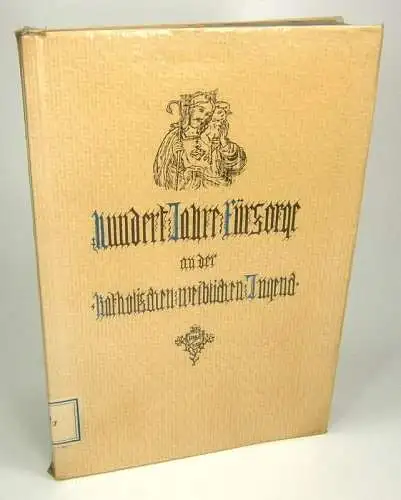 Hundert Jahre Fürsorge
an der
katholischen weiblichen Jugend